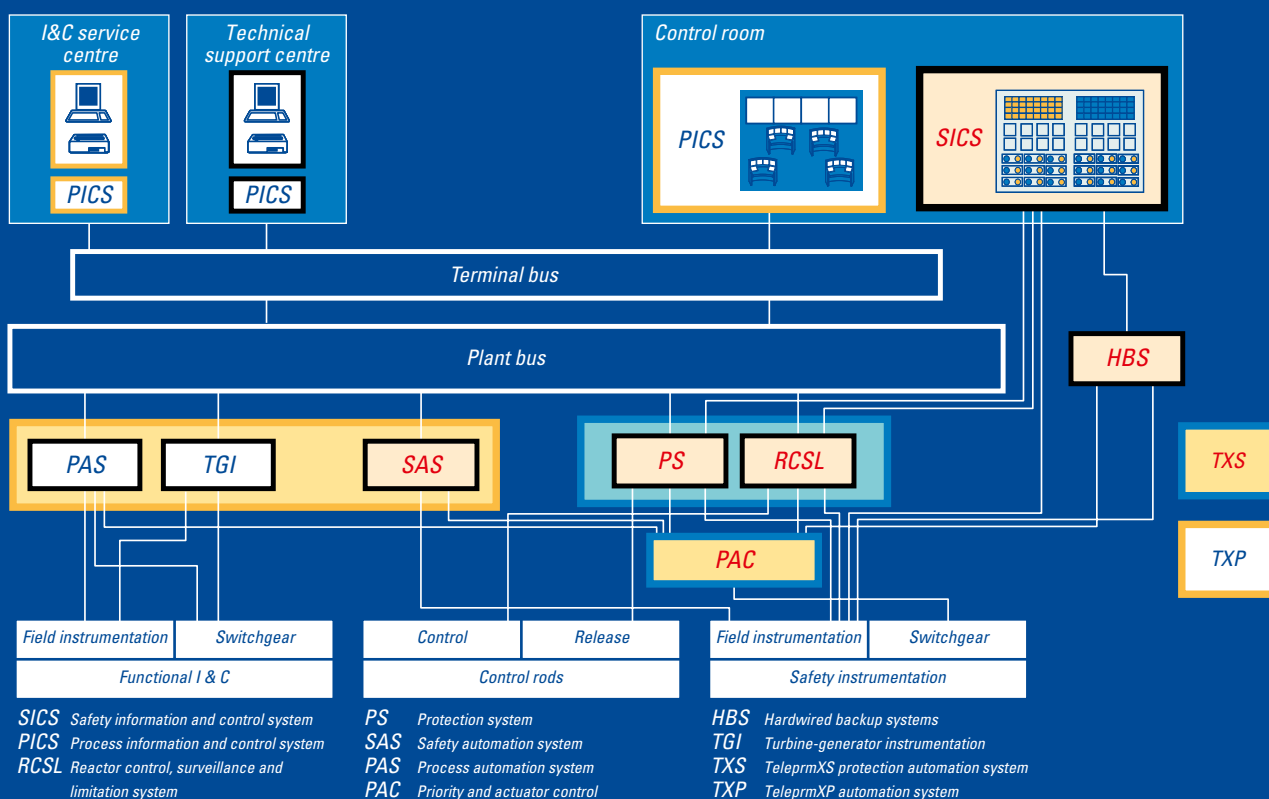 I&C service
centre
PICS
Technical
support centre
PICS
Control room
PICS
SICS
Terminal bus
Plant bus
HBS
PAS
TGI
SAS
PS
RCSL
TXS
PAC
TXP
Field instrumentation
Switchgear
Functional I & C
Control
Release
Control rods
Field instrumentation
Switchgear
Safety instrumentation
SICS Safety information and control system
PICS Process information and control system
RCSL Reactor control, surveillance and
limitation system
PS Protection system
SAS Safety automation system
PAS Process automation system
PAC Priority and actuator control
HBS Hardwired backup systems
TGI Turbine-generator instrumentation
TXS TeleprmXS protection automation system
TXP TeleprmXP automation system